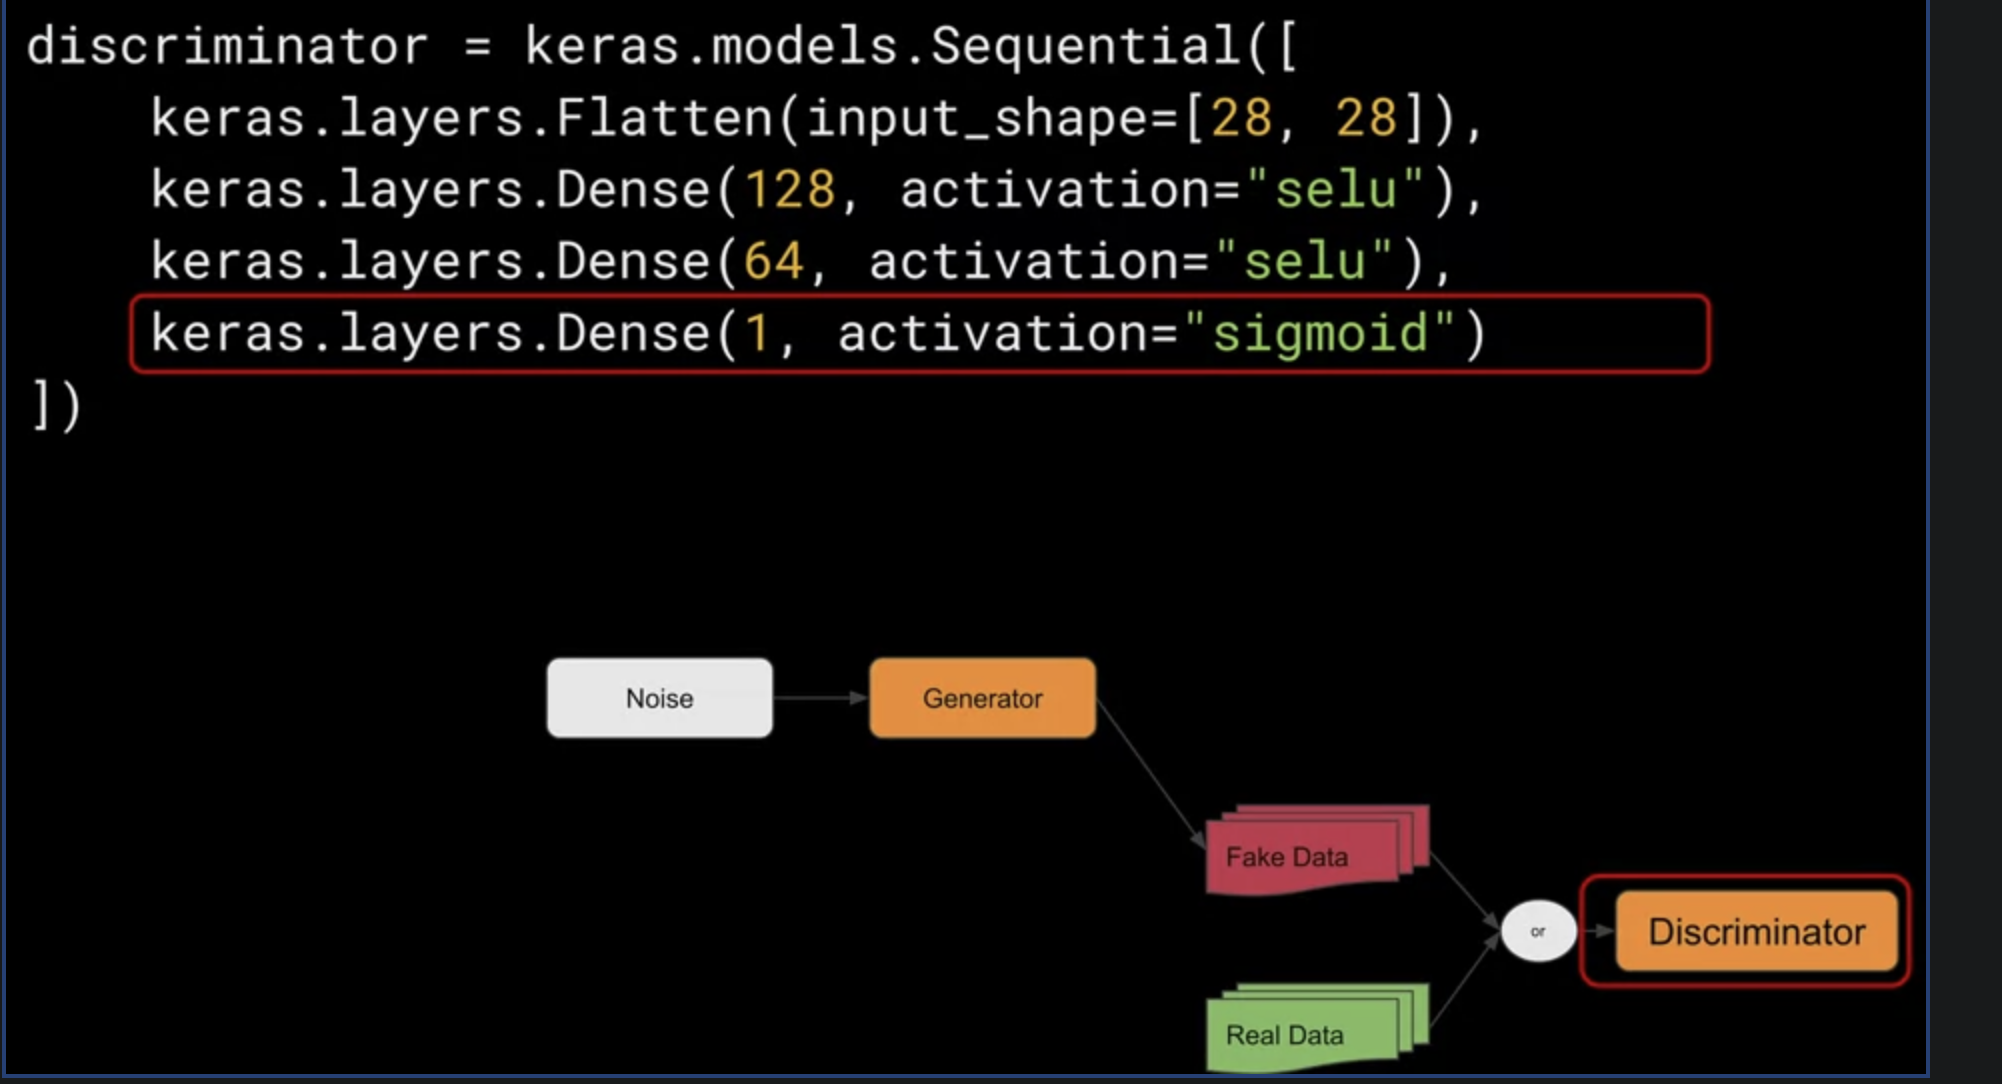 discriminator = keras.models.Sequential([
    keras.layers.Flatten(input_shape=[28, 28]),
    keras.layers.Dense(128, activation="selu"),
    keras.layers.Dense(64, activation="selu"),
    keras.layers.Dense(1, activation="sigmoid")
])
Noise
Generator
Fake Data
or
Discriminator
Real Data